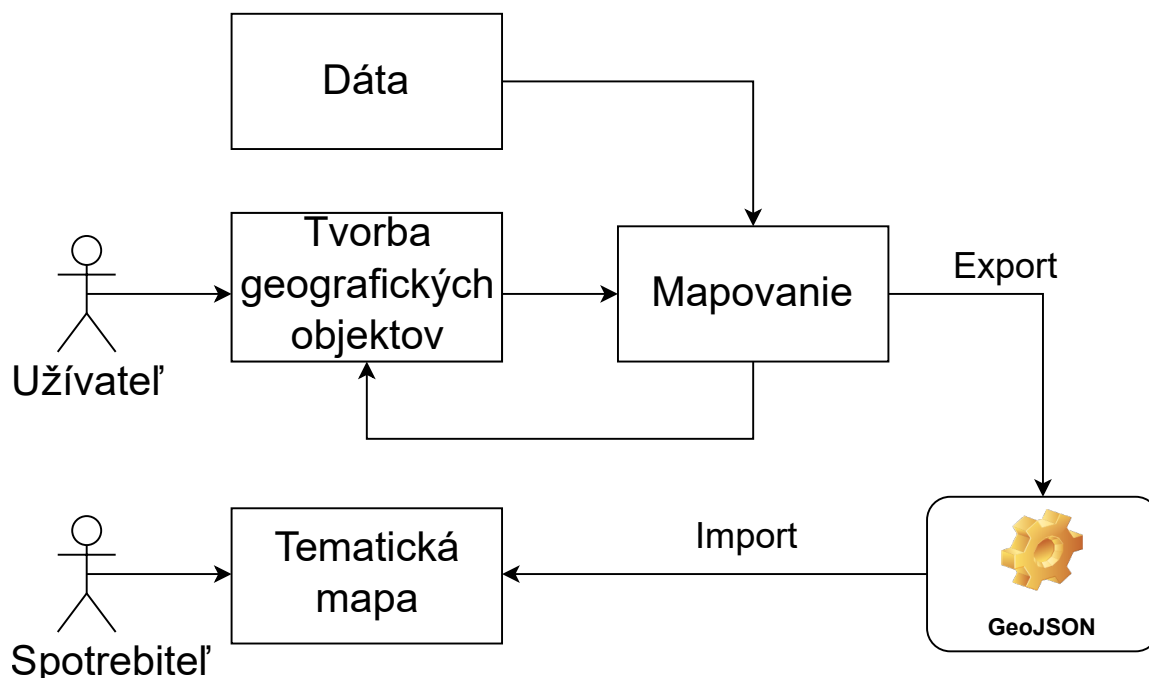 Dáta
Tvorba
geografických
objektov
Mapovanie
Export
Užívateľ
Tematická
mapa
Import
GeoJSON
Spotrebiteľ